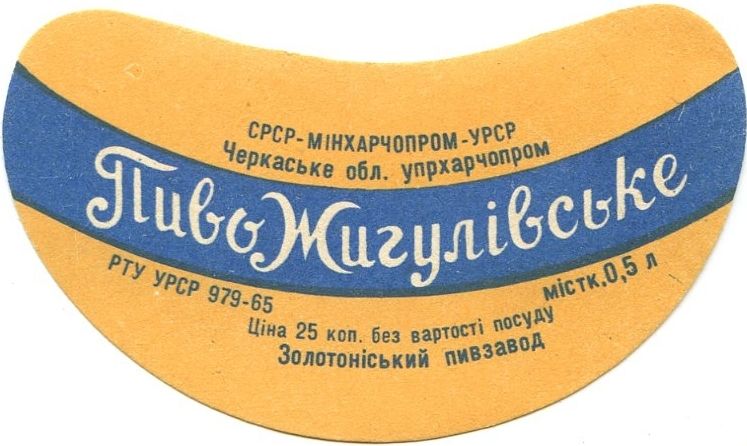 СРСР-МІНХАРЧОПРОМ-УРСР
Черкаське обл. упрхарчопром
Пиво Жигулівське
РТУ УРСР 979-65
містк.0,5 л
Ціна 25 коп. без вартості посуду
Золотоніський пивзавод